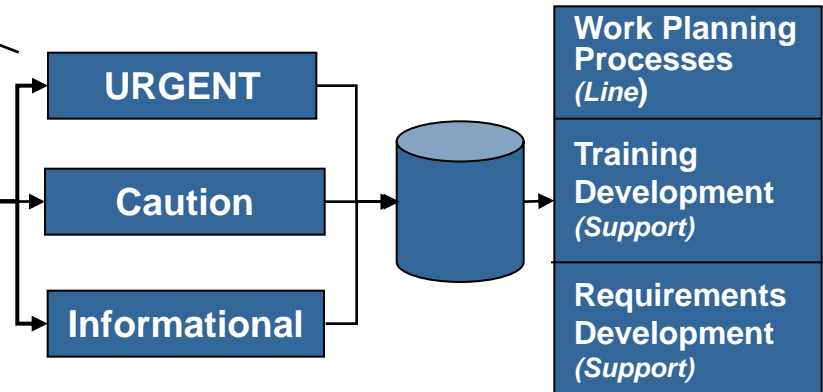 URGENT
Caution
Informational
Work Planning
Processes
(Line)
Training
Development
(Support)
Requirements
Development
(Support)